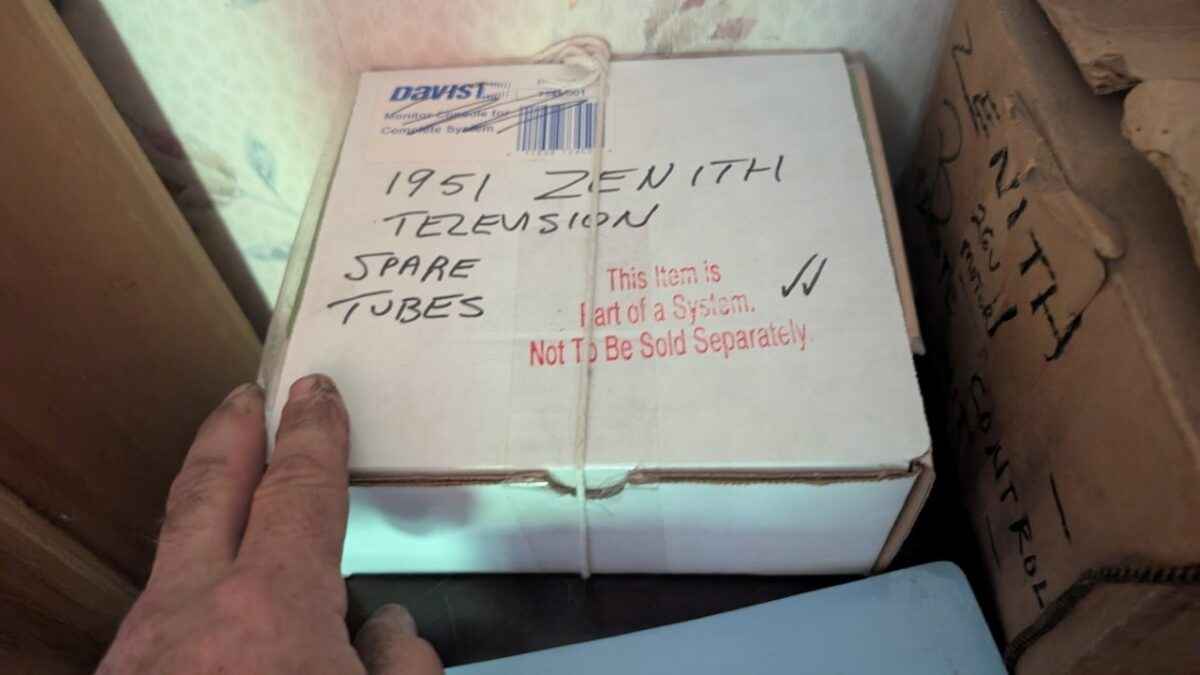 DAVIS
Monitor Console for
Complete System
1951 ZENITH
TELEVISION
SPARE
TUBES
This Item is
Part of a System.
Not To Be Sold Separately.
ZENITH
CONTROL